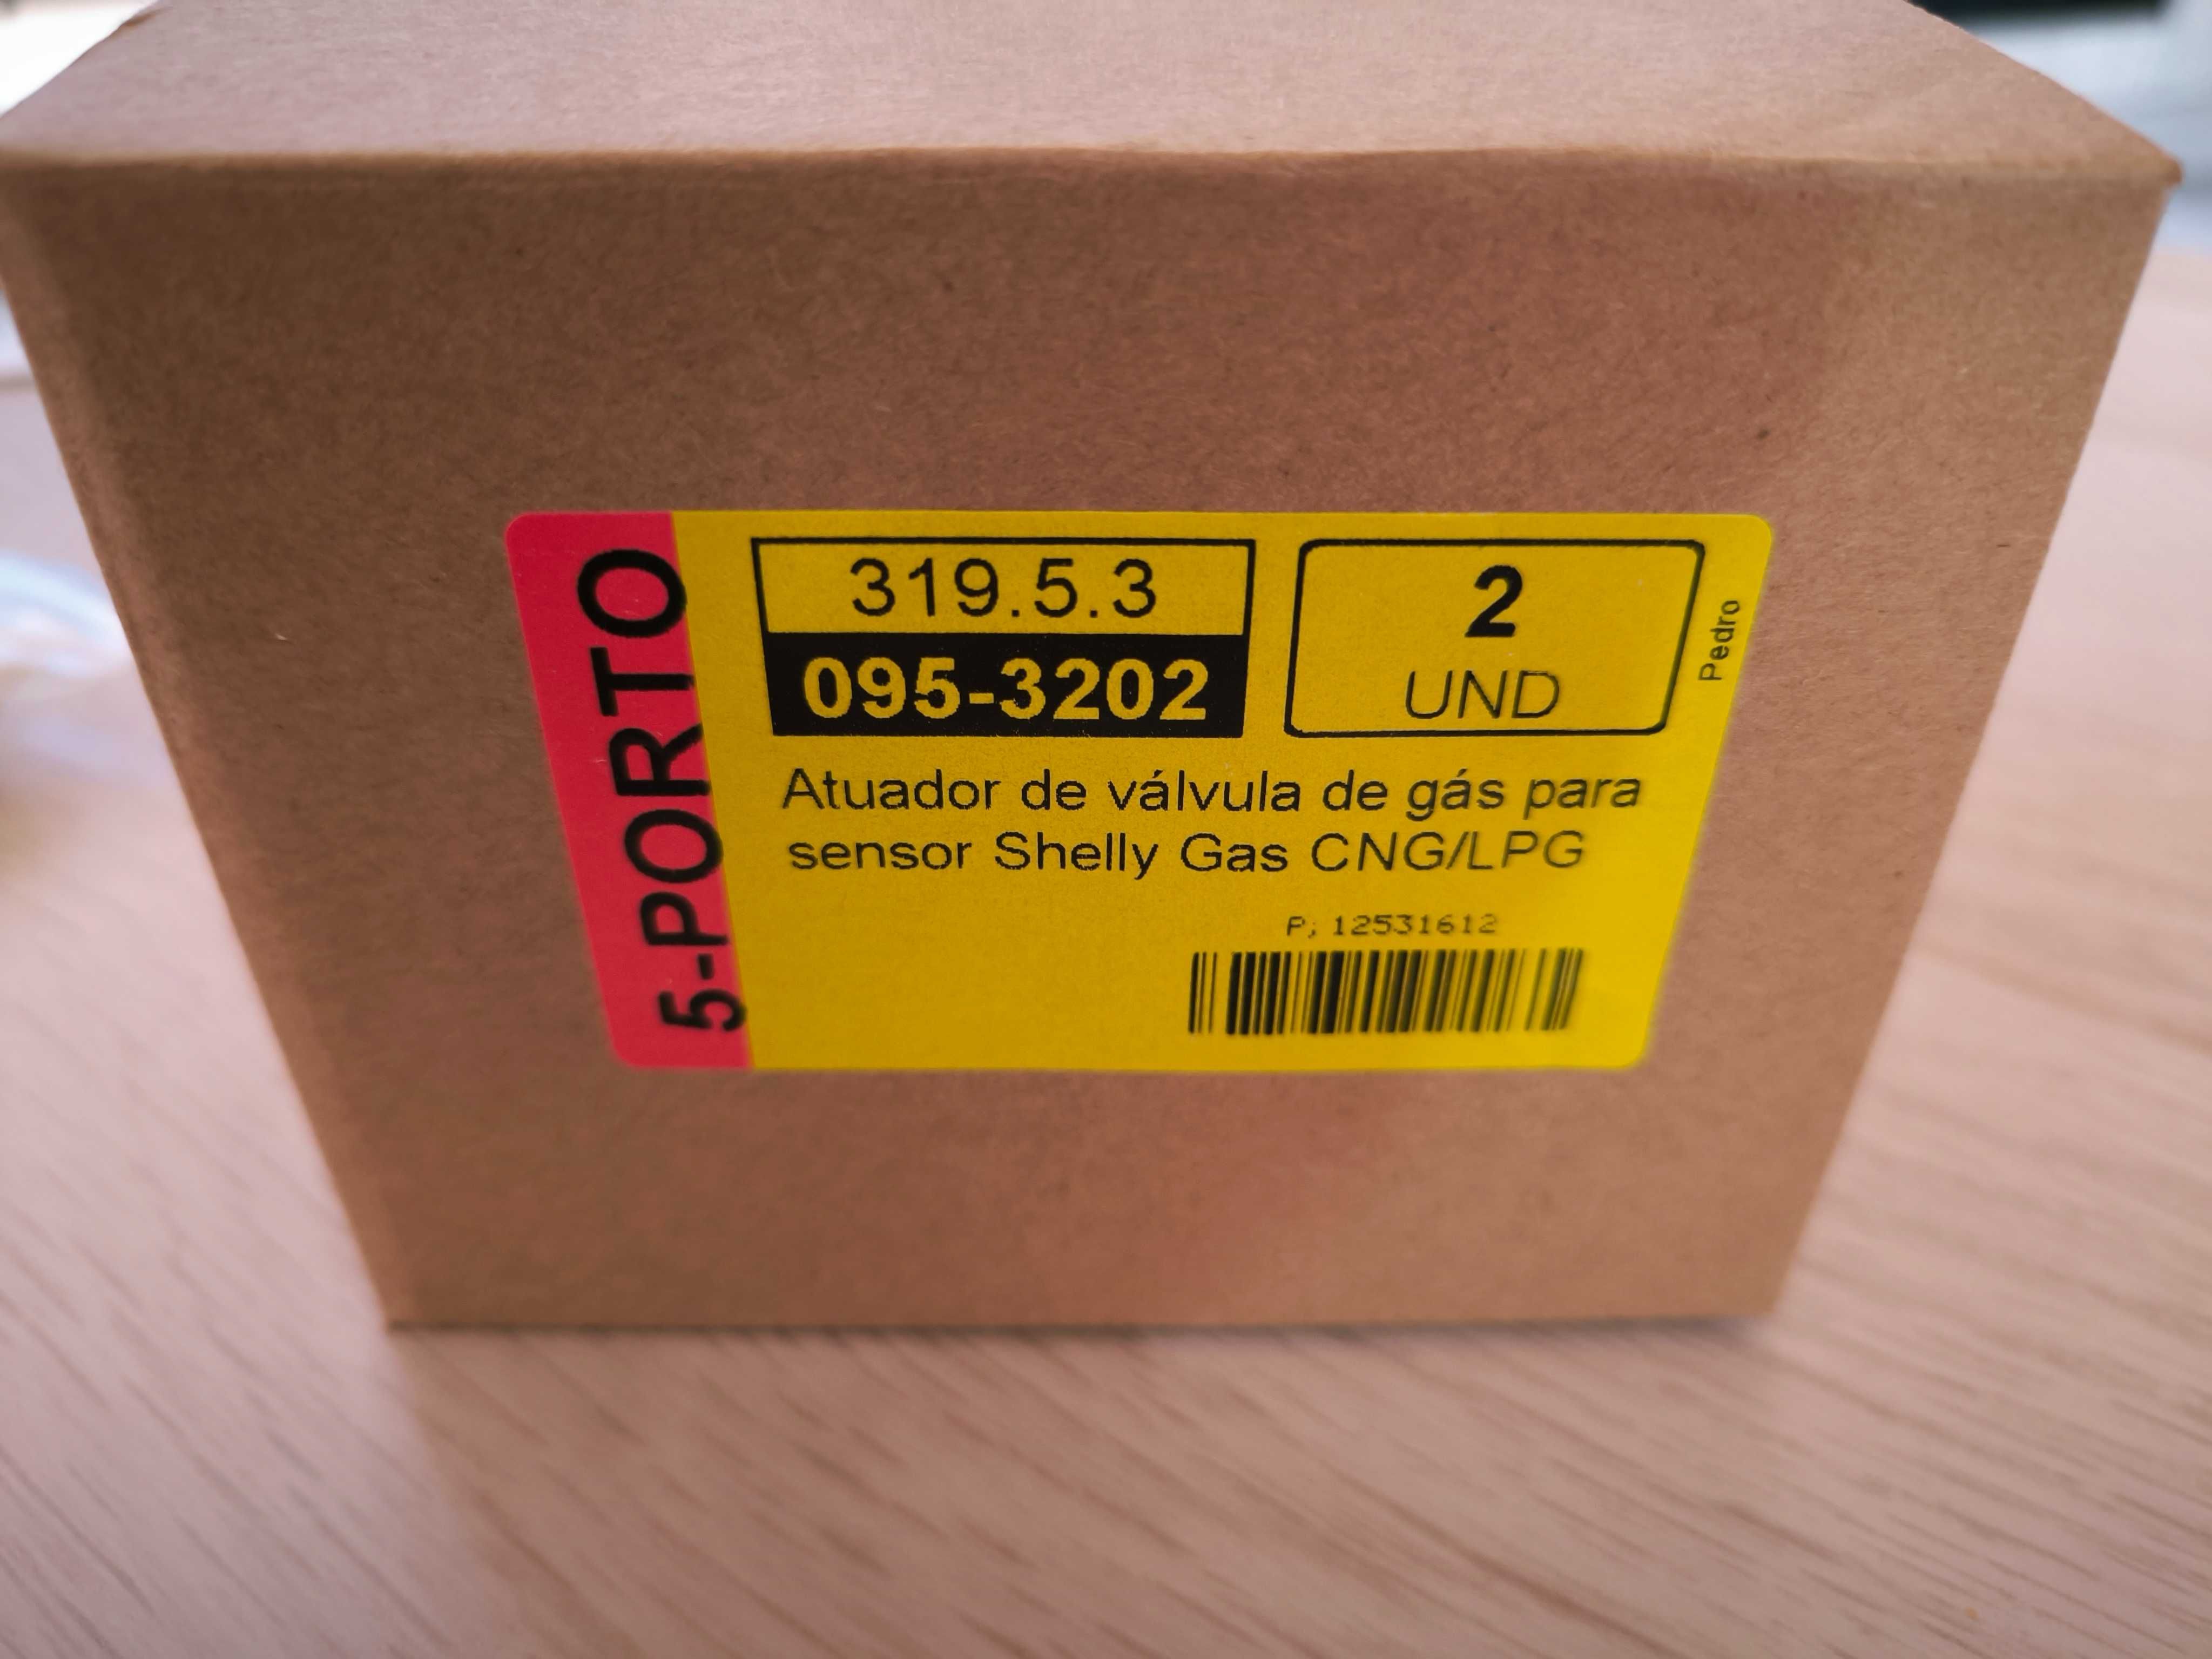 5-PORTO
319.5.3
095-3202
2
UND
Pedro
Atuador de válvula de gás para
sensor Shelly Gas CNG/LPG
P; 12531612